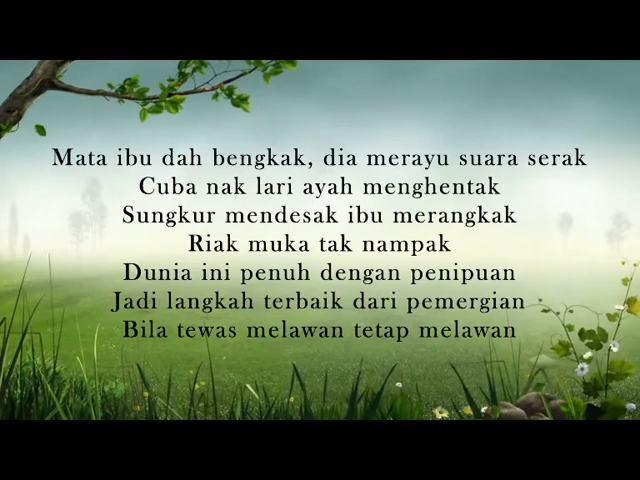 Mata ibu dah bengkak, dia merayu suara serak
Cuba nak lari ayah menghentak
Sungkur mendesak ibu merangkak
Riak muka tak nampak
Dunia ini penuh dengan penipuan
Jadi langkah terbaik dari pemergian
Bila tewas melawan tetap melawan